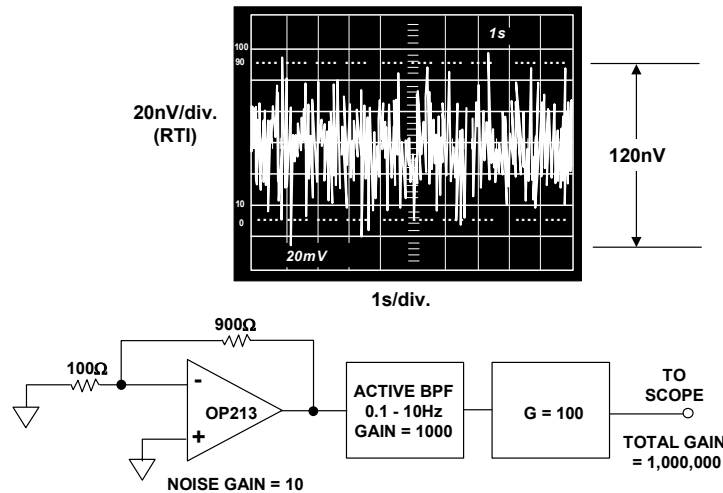 1s
100
90
20nV/div.
(RTI)
120nV
10
0
20mV
1s/div.
900Ω
100Ω
-
OP213
+
NOISE GAIN = 10
ACTIVE BPF
0.1 - 10Hz
GAIN = 1000
G = 100
TO
SCOPE
TOTAL GAIN
= 1,000,000